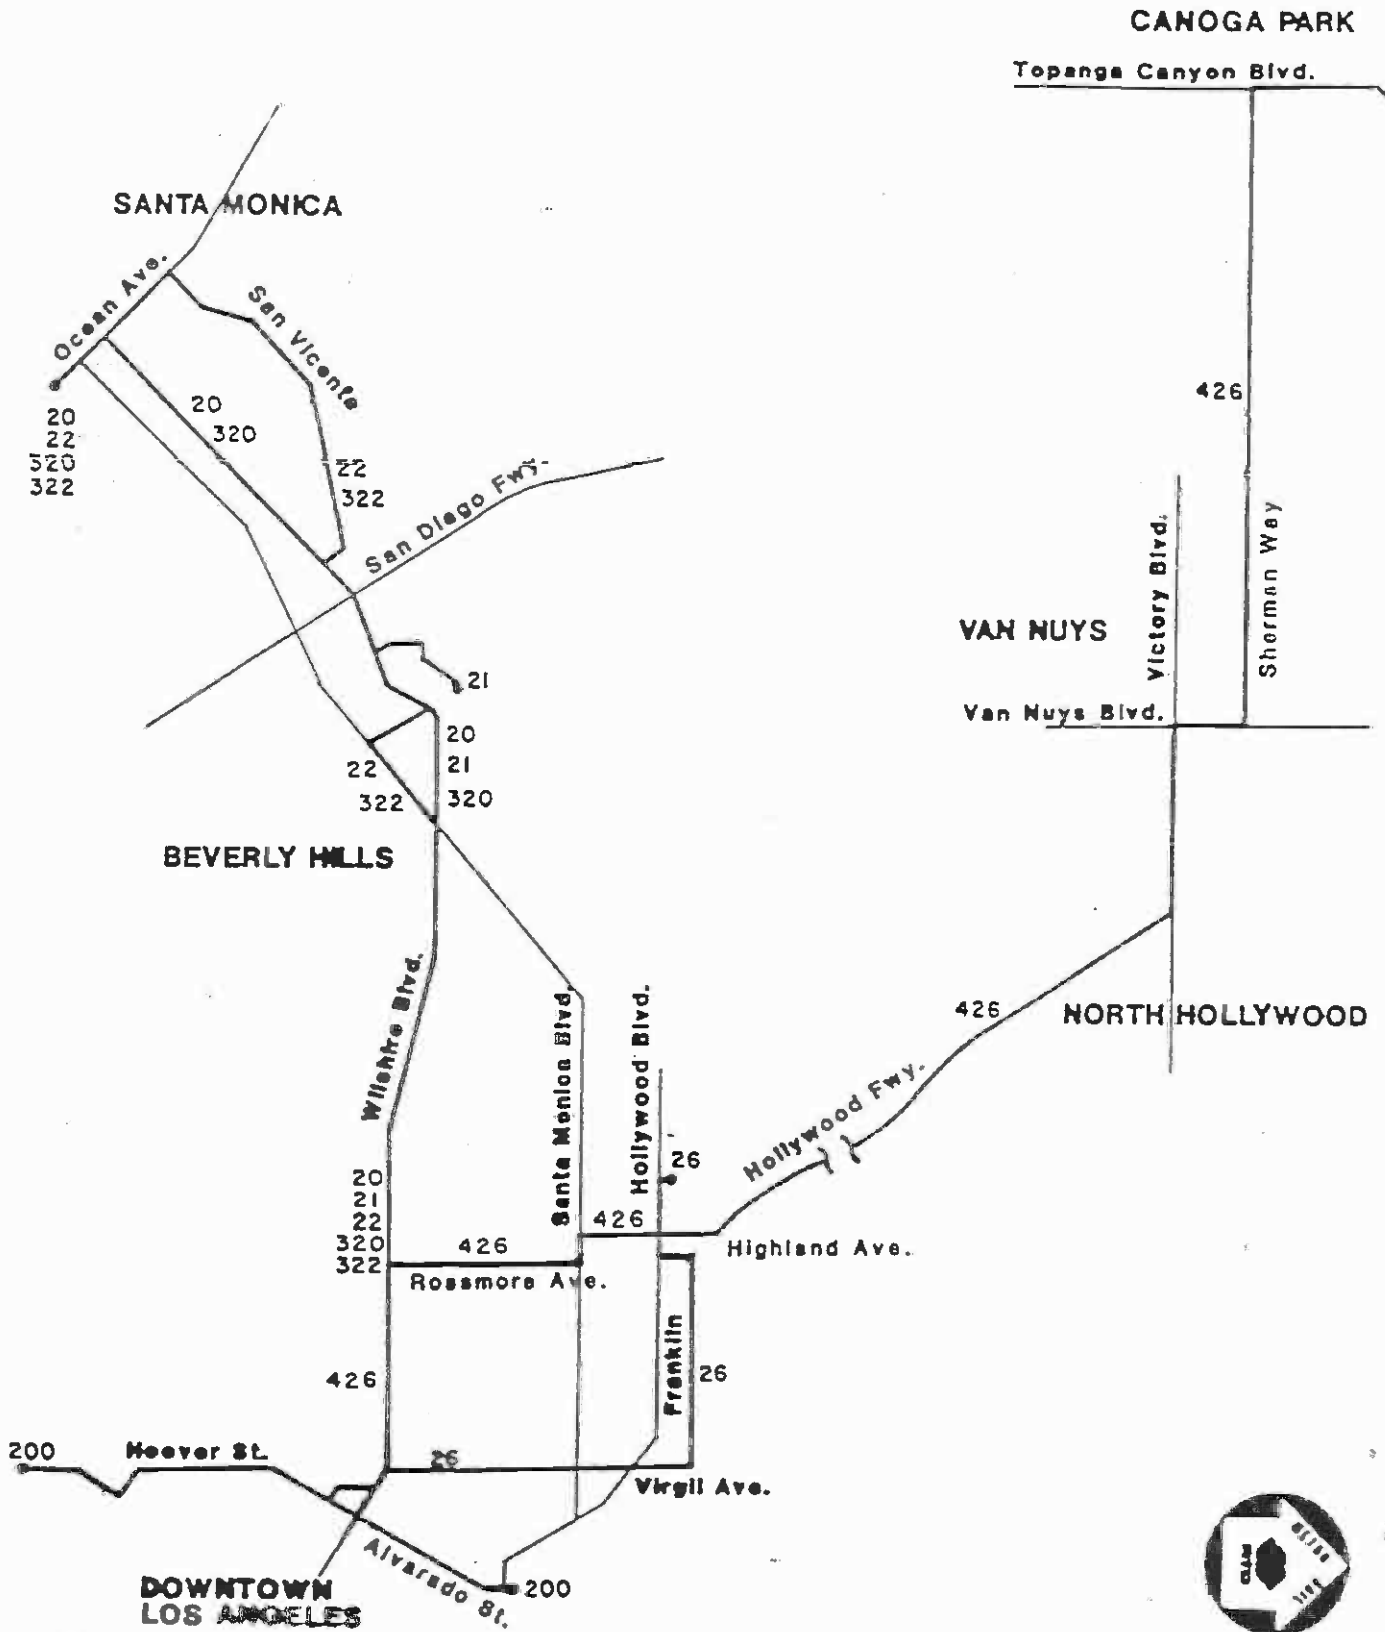 CANOGA PARK
Topanga Canyon Blvd.
SANTA MONICA
Ocean Ave.
San Vicente
20
22
320
322
20
320
22
322
San Diego Fwy.
426
Victory Blvd.
Sherman Way
VAN NUYS
Van Nuys Blvd.
21
20
21
320
22
322
BEVERLY HILLS
Wilshire Blvd.
Santa Monica Blvd.
Hollywood Blvd.
426
NORTH HOLLYWOOD
Hollywood Fwy.
26
20
21
22
320
322
426
426
Highland Ave.
Rossmore Ave.
426
Franklin
26
200
Hoover St.
26
Virgil Ave.
Alvarado St.
200
DOWNTOWN
LOS ANGELES